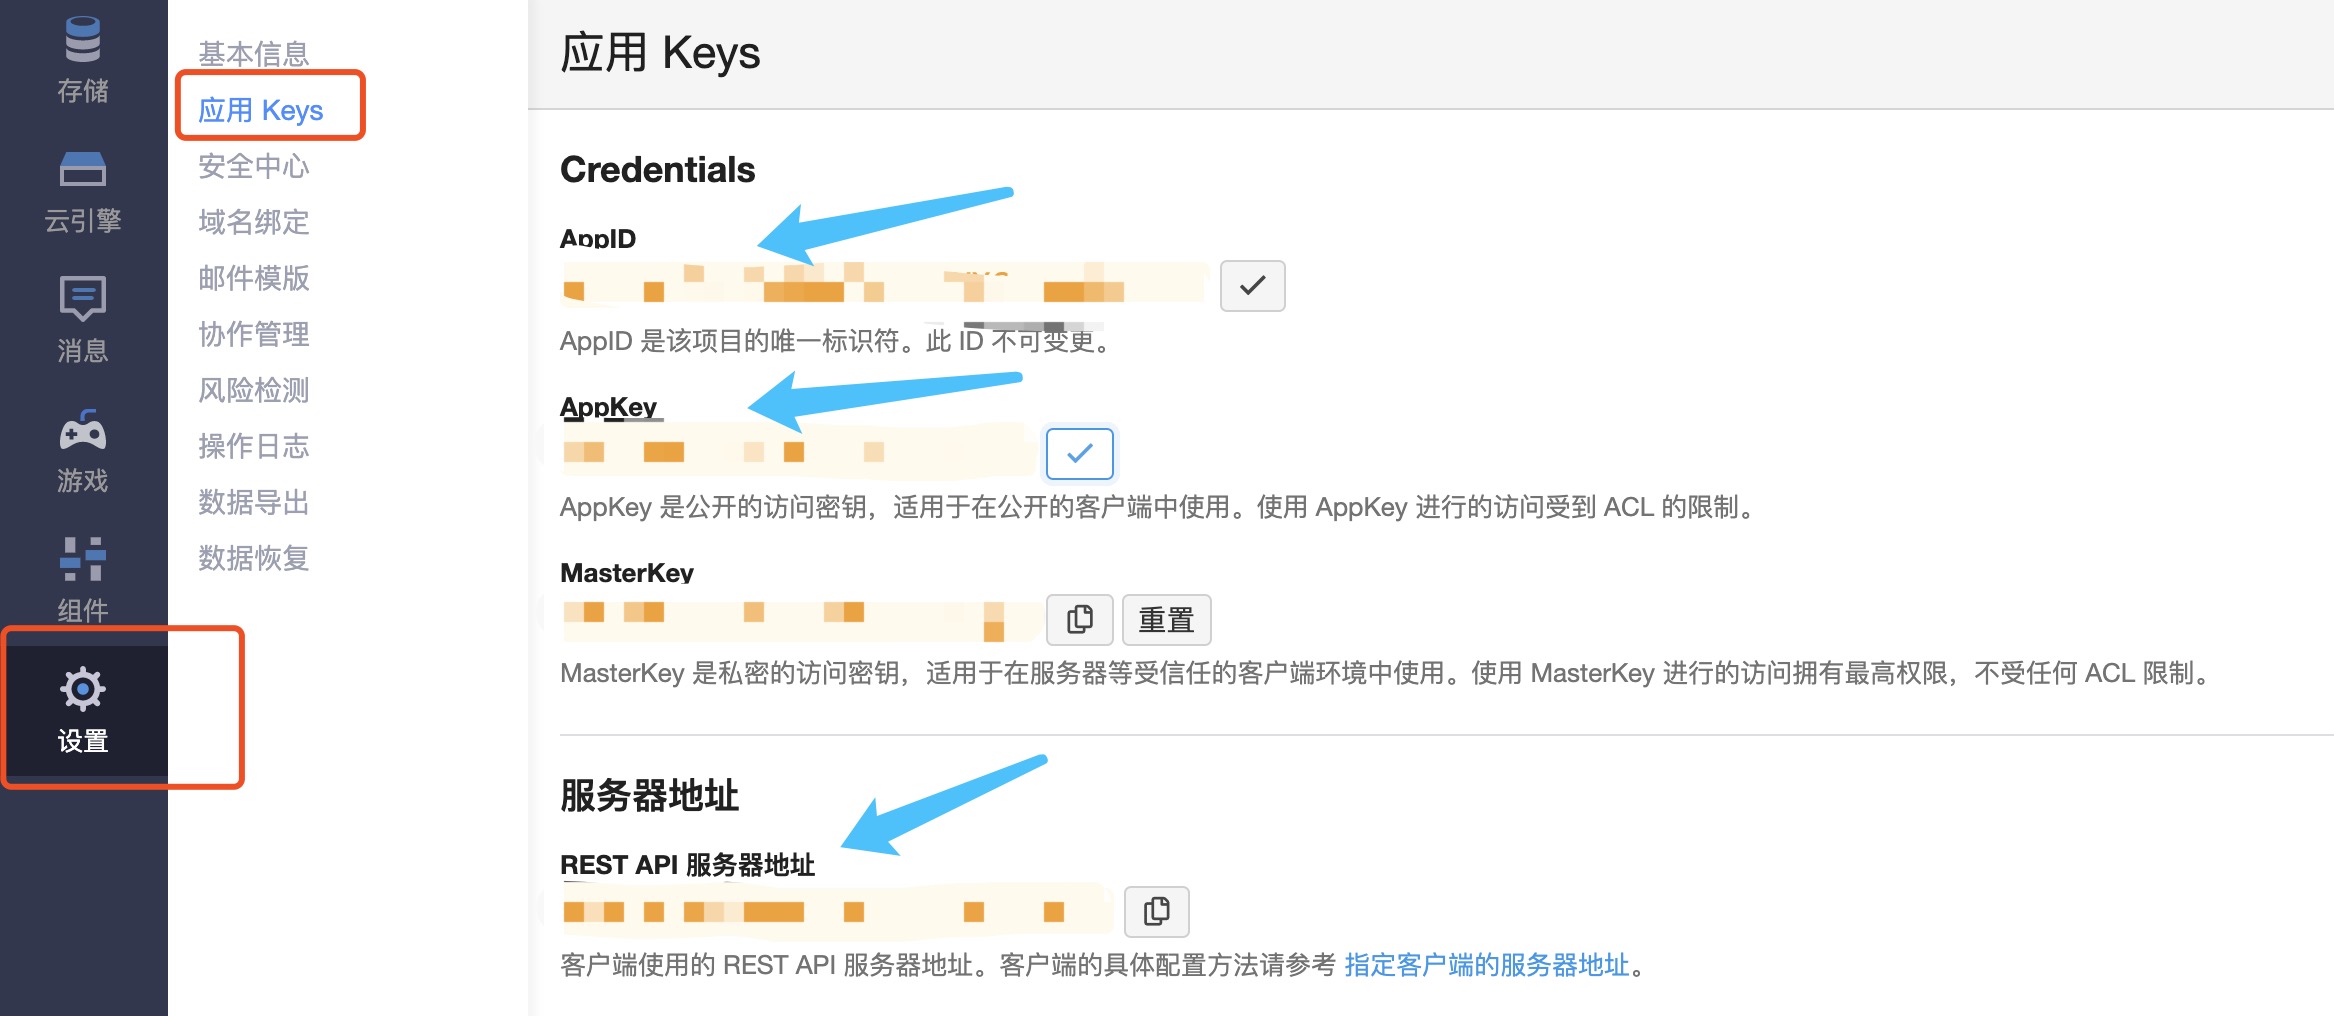 存储
云引擎
消息
游戏
组件
设置
基本信息
应用 Keys
安全中心
域名绑定
邮件模版
协作管理
风险检测
操作日志
数据导出
数据恢复
应用 Keys
Credentials
AppID
AppID 是该项目的唯一标识符。此 ID 不可变更。
AppKey
AppKey 是公开的访问密钥，适用于在公开的客户端中使用。使用 AppKey 进行的访问受到 ACL 的限制。
MasterKey
重置
MasterKey 是私密的访问密钥，适用于在服务器等受信任的客户端环境中使用。使用 MasterKey 进行的访问拥有最高权限，不受任何 ACL 限制。
服务器地址
REST API 服务器地址
客户端使用的 REST API 服务器地址。客户端的具体配置方法请参考 指定客户端的服务器地址。